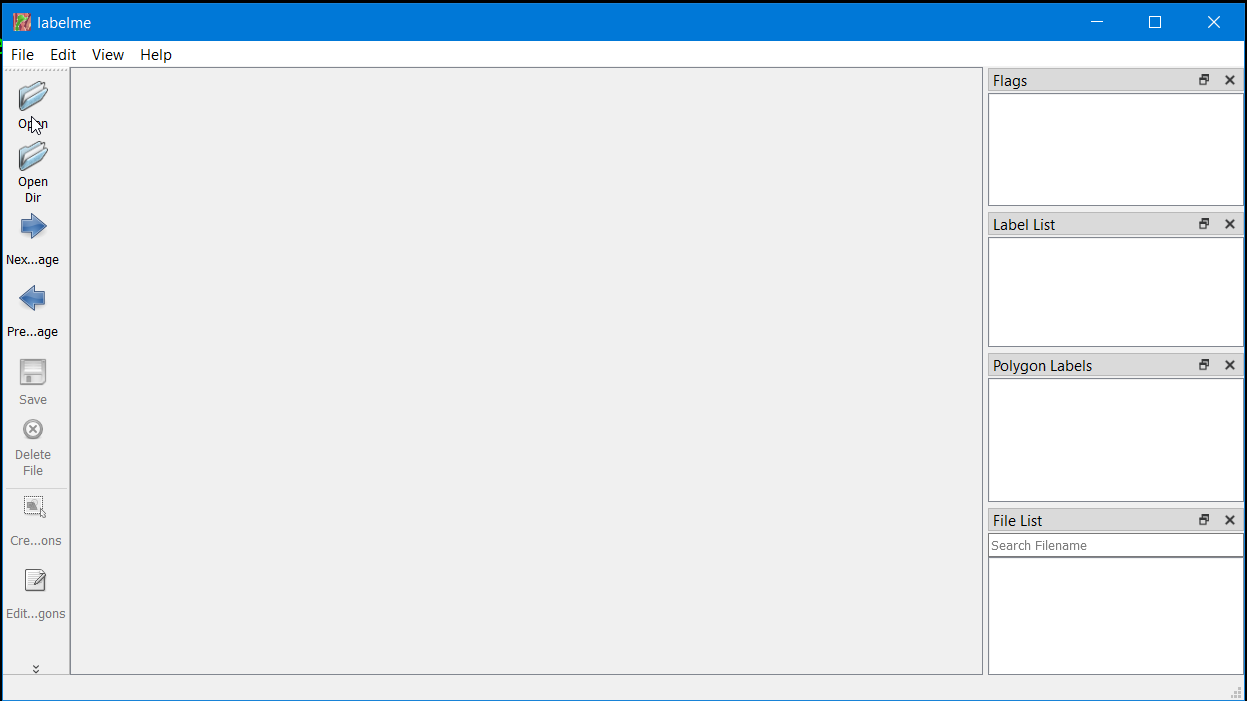 labelme
File Edit View Help
Open
Open
Dir
Nex...age
Pre...age
Save
Delete
File
Cre...ons
Edit...gons
Flags
Label List
Polygon Labels
File List
Search Filename